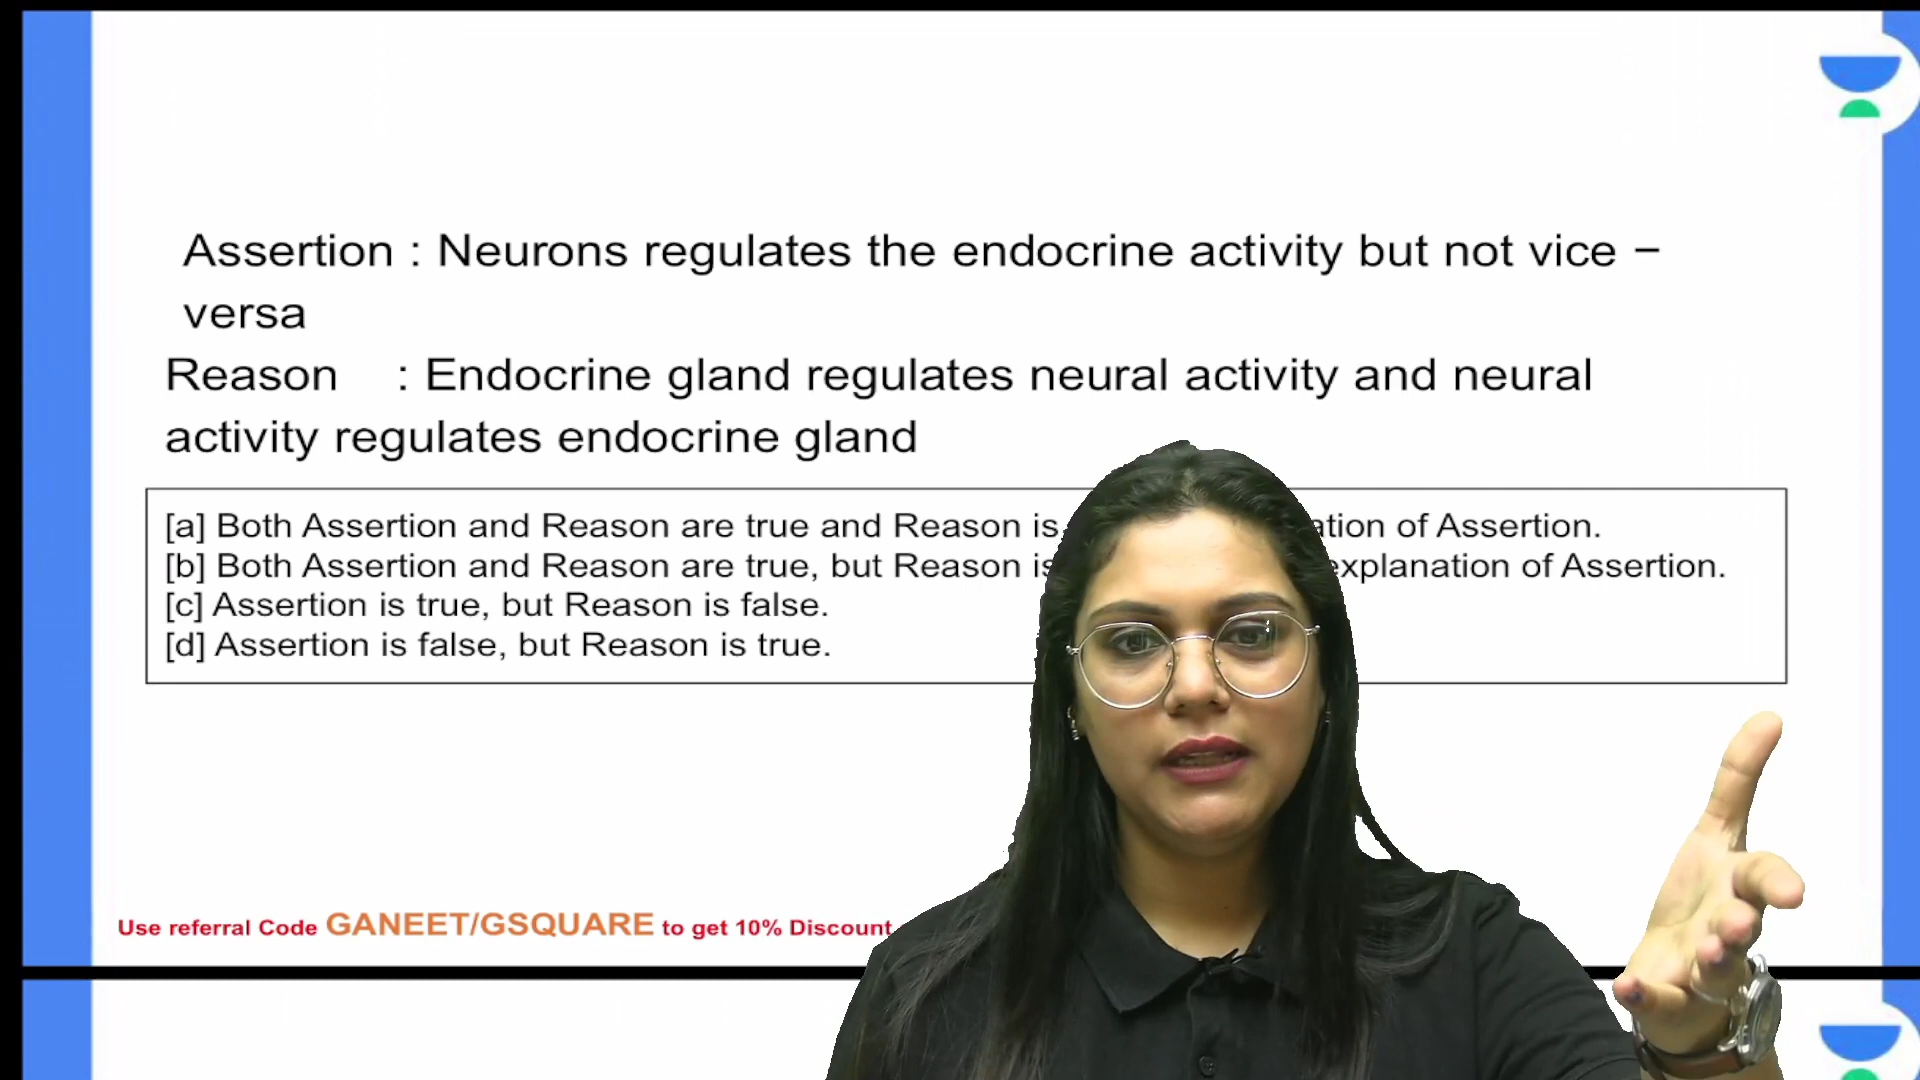 Assertion : Neurons regulates the endocrine activity but not vice –
versa
Reason : Endocrine gland regulates neural activity and neural
activity regulates endocrine gland
[a] Both Assertion and Reason are true and Reason is ation of Assertion.
[b] Both Assertion and Reason are true, but Reason is explanation of Assertion.
[c] Assertion is true, but Reason is false.
[d] Assertion is false, but Reason is true.
Use referral Code GANEET/GSQUARE to get 10% Discount